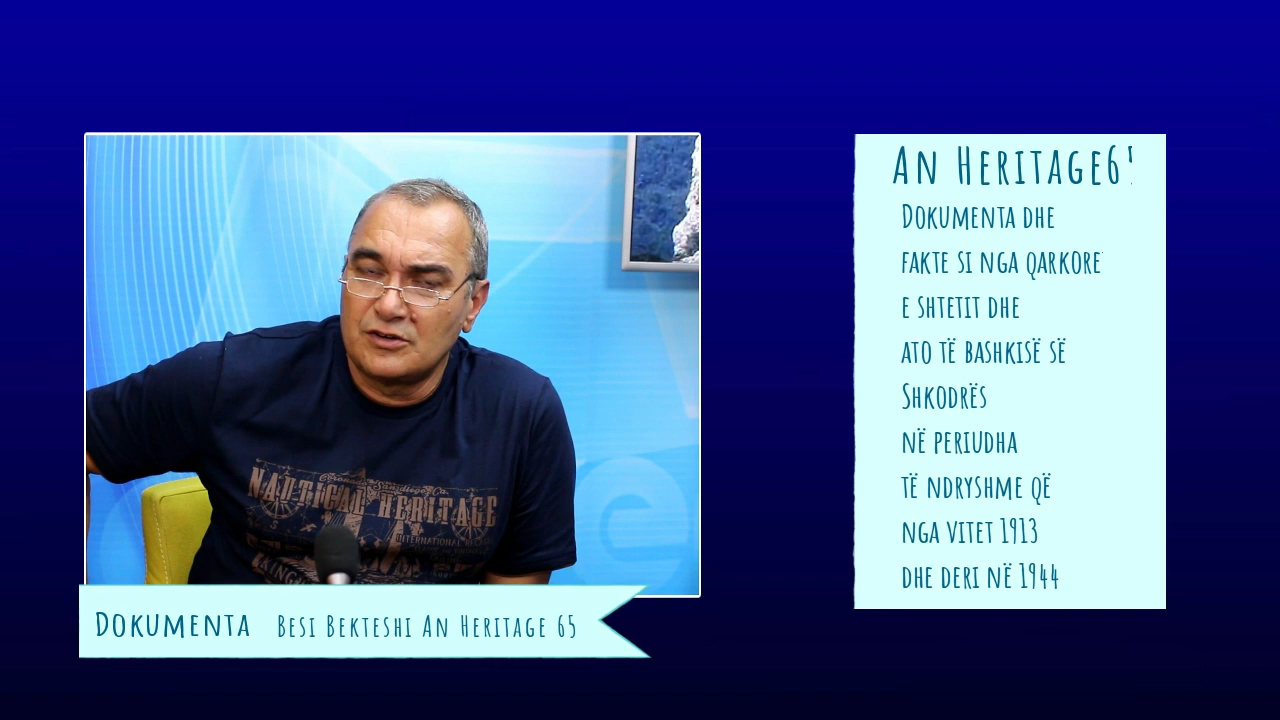 An Heritage6
Dokumenta dhe
fakte si nga qarkore
e shtetit dhe
ato të bashkisë së
Shkodrës
në periudha
të ndryshme që
nga vitet 1913
dhe deri në 1944
NAUTICAL HERITAGE
INTERNATIONAL
Dokumenta Besi Bekteshi An Heritage 65